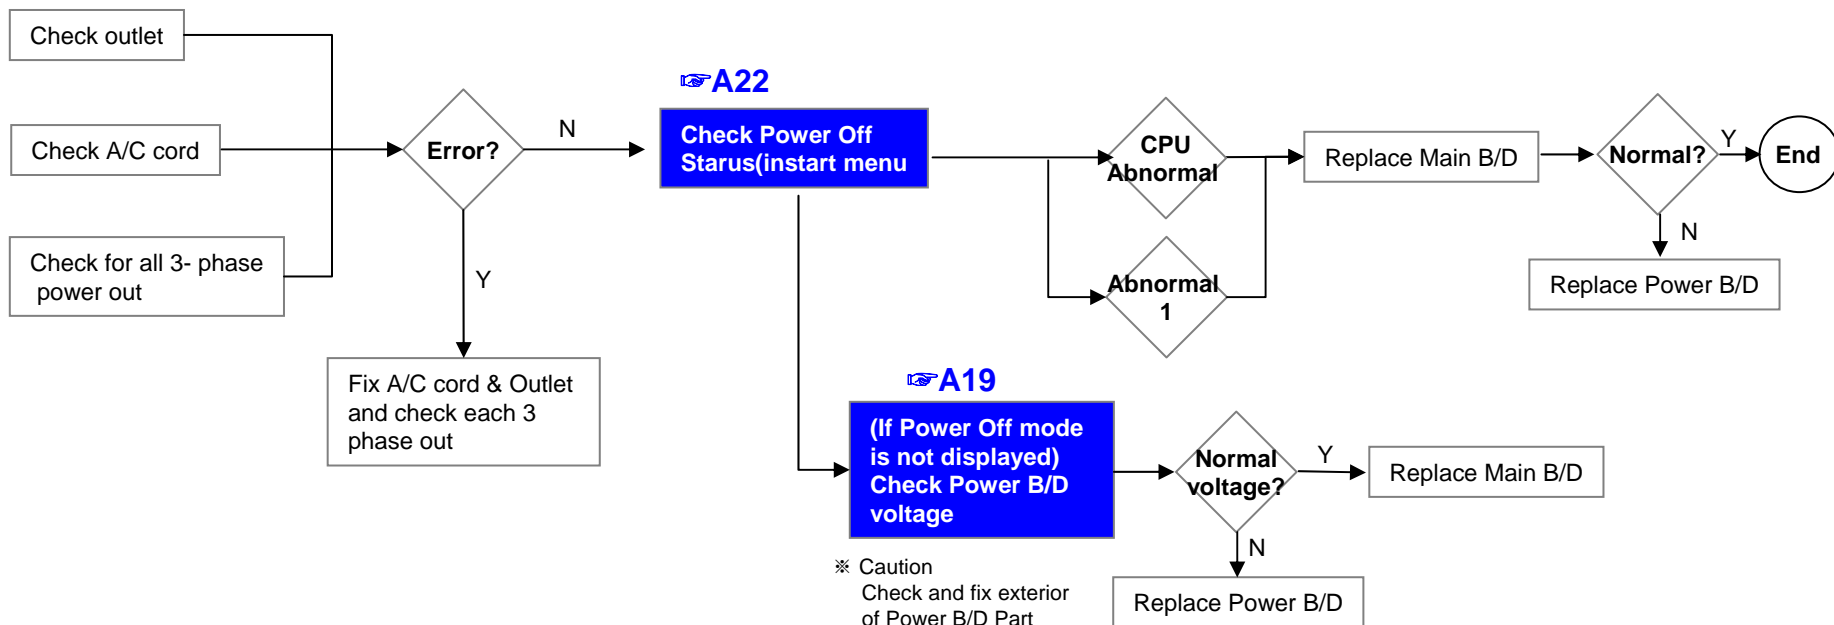 Check outlet
Check A/C cord
Check for all 3- phase
power out
Error?
N
Y
Fix A/C cord & Outlet
and check each 3
phase out
☞A22
Check Power Off
Starus(instart menu
CPU
Abnormal
Abnormal
1
Replace Main B/D
Normal?
Y
End
N
Replace Power B/D
☞A19
(If Power Off mode
is not displayed)
Check Power B/D
voltage
※ Caution
Check and fix exterior
of Power B/D Part
Normal
voltage?
Y
Replace Main B/D
N
Replace Power B/D